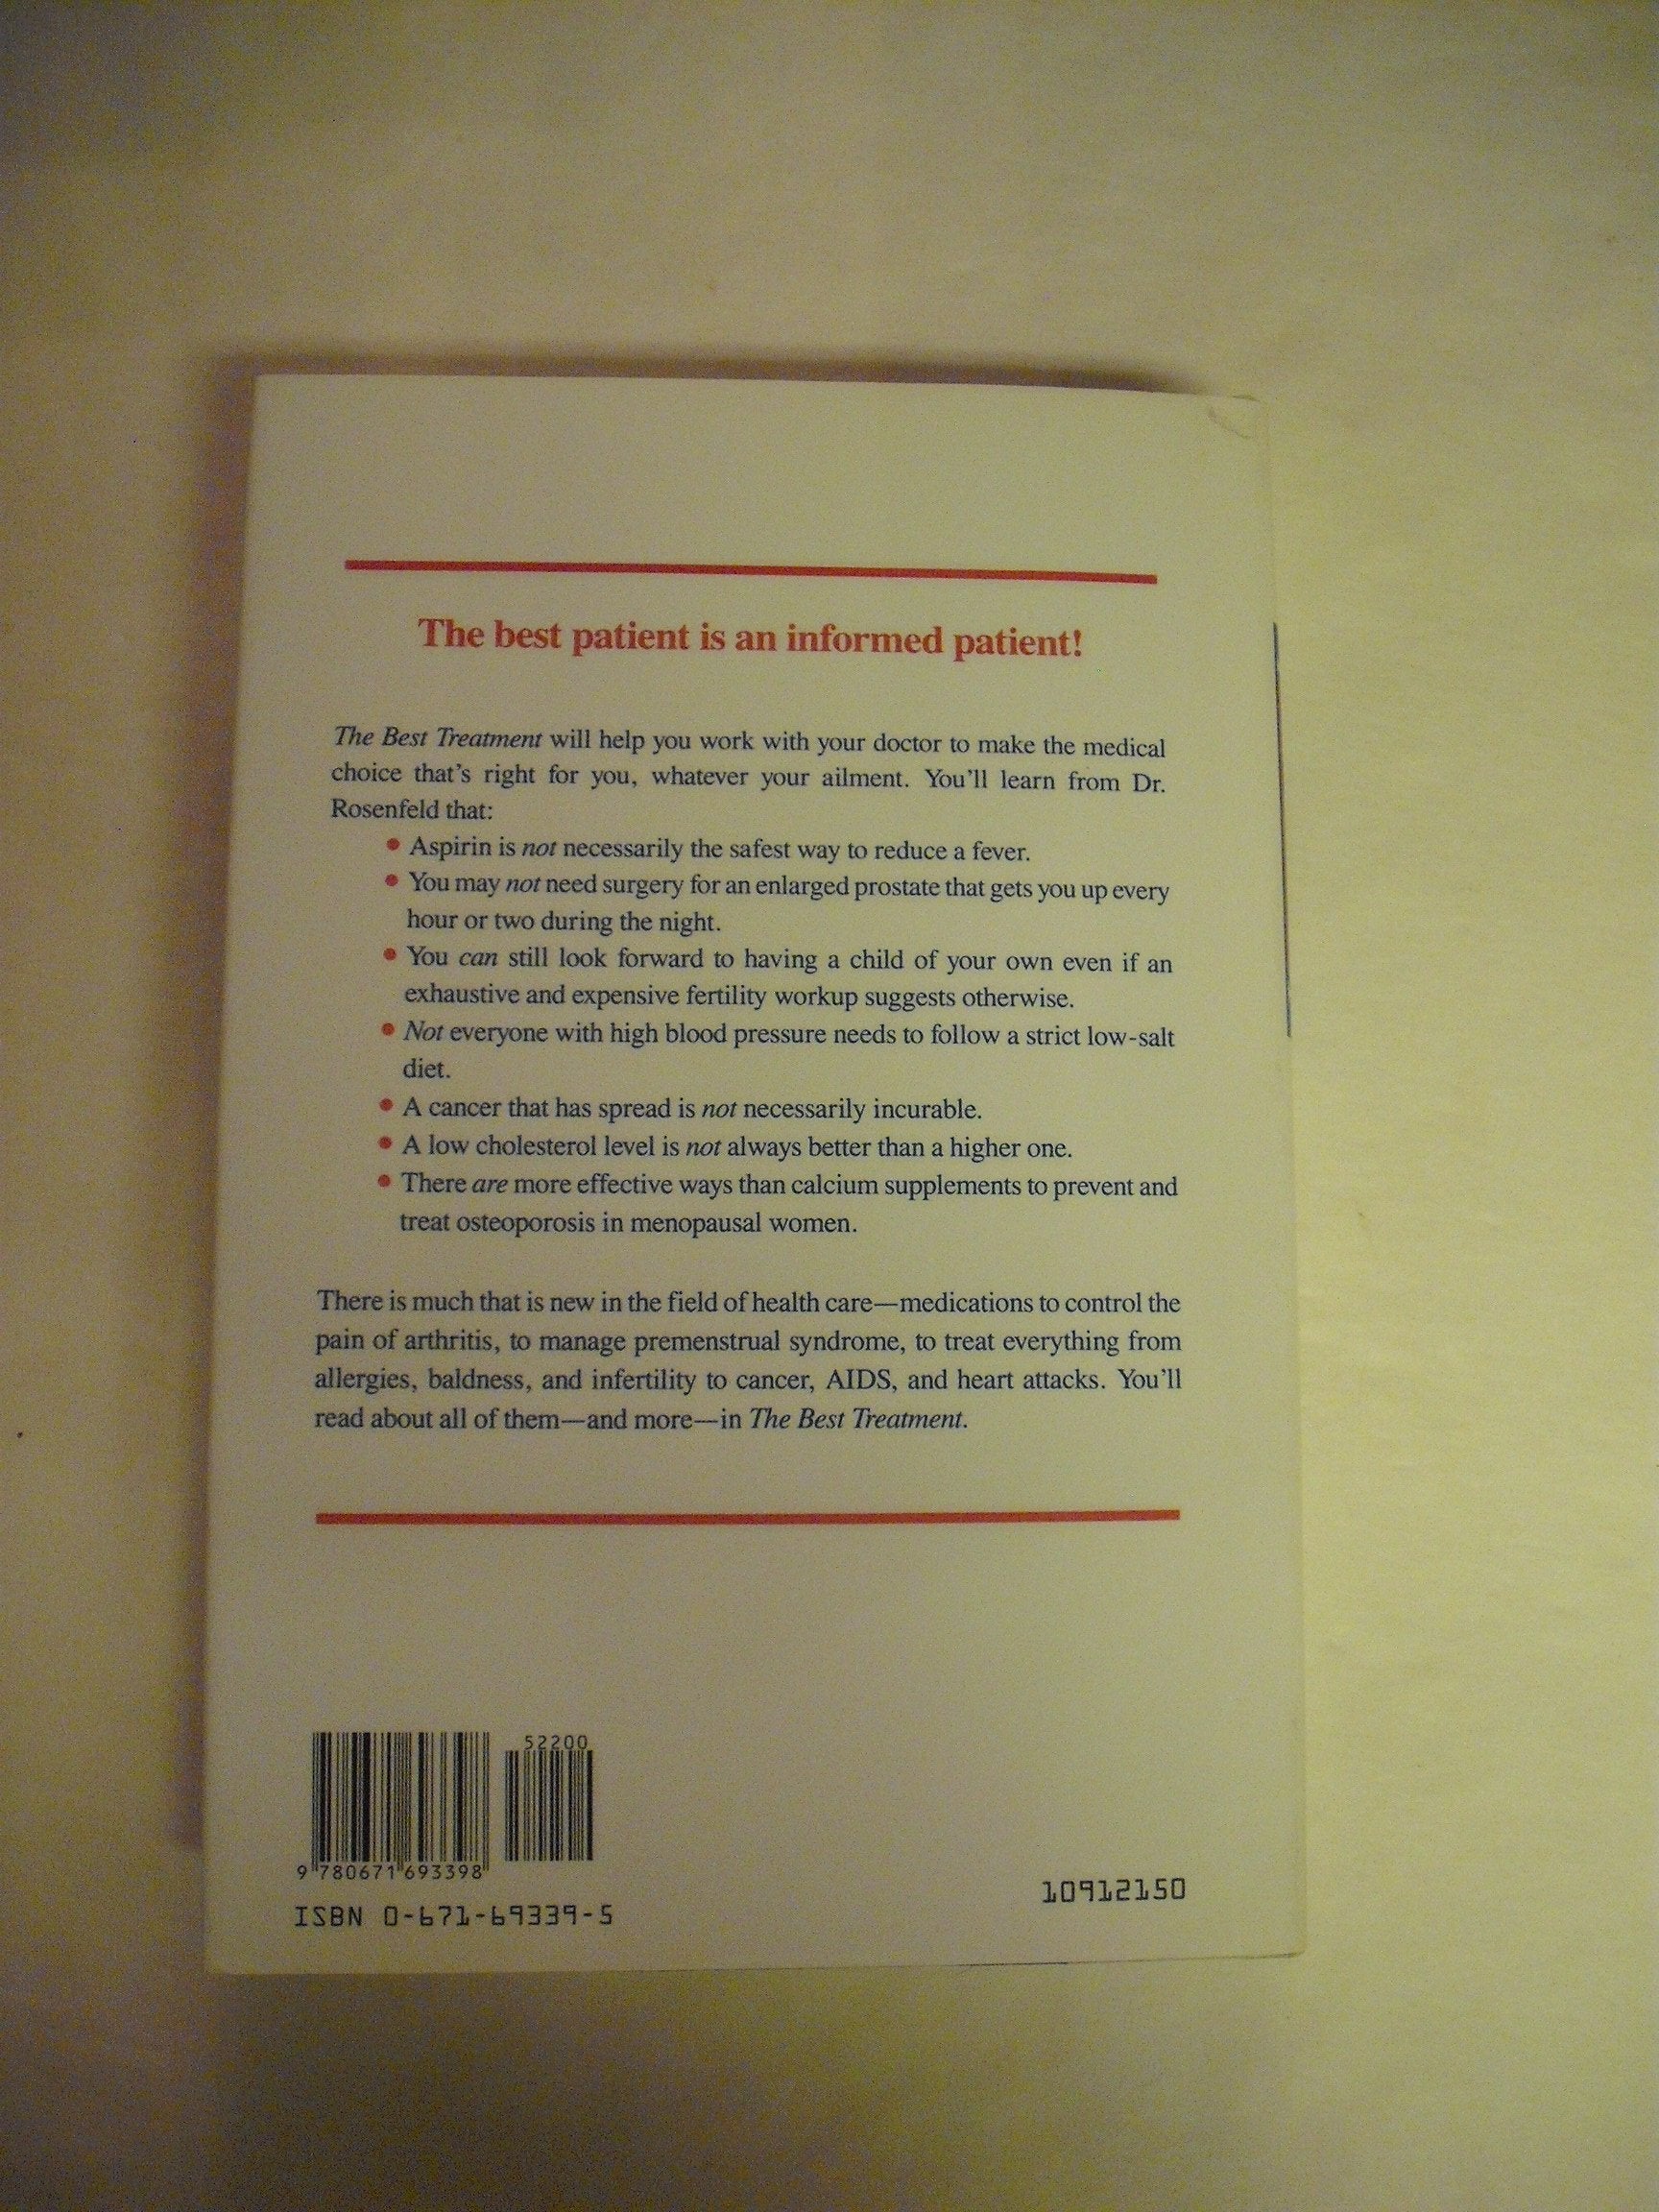 The best patient is an informed patient!
The Best Treatment will help you work with your doctor to make the medical
choice that's right for you, whatever your ailment. You'll learn from Dr.
Rosenfeld that:
• Aspirin is not necessarily the safest way to reduce a fever.
• You may not need surgery for an enlarged prostate that gets you up every
hour or two during the night.
• You can still look forward to having a child of your own even if an
exhaustive and expensive fertility workup suggests otherwise.
• Not everyone with high blood pressure needs to follow a strict low-salt
diet.
• A cancer that has spread is not necessarily incurable.
• A low cholesterol level is not always better than a higher one.
• There are more effective ways than calcium supplements to prevent and
treat osteoporosis in menopausal women.
There is much that is new in the field of health care—medications to control the
pain of arthritis, to manage premenstrual syndrome, to treat everything from
allergies, baldness, and infertility to cancer, AIDS, and heart attacks. You'll
read about all of them—and more—in The Best Treatment.
52200
9 780671 693398
ISBN 0-671-69339-5
10912150